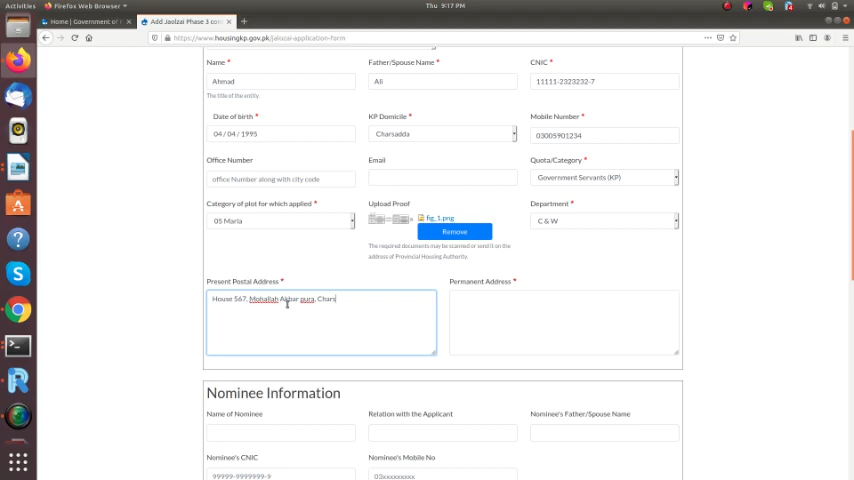 Activities
Firefox Web Browser
Thu 9:17 PM
Home | Government of
Add Jaolzai Phase 3 con
https://www.housingkp.gov.pk/jalozai-application-form
Name * Father/Spouse Name * CNIC *
Ahmad Ali 11111-2323232-7
The title of the entity.
Date of birth * KP Domicile * Mobile Number *
04 / 04 / 1995 Charsadda 03005901234
Office Number Email Quota/Category *
office Number along with city code Government Servants (KP)
Category of plot for which applied * Upload Proof Department *
05 Marla fig_1.png C & W
Remove
The required documents may be scanned or send it on the
address of Provincial Housing Authority.
Present Postal Address * Permanent Address *
House 567, Mohallah Akbar pura, Chars
Nominee Information
Name of Nominee Relation with the Applicant Nominee's Father/Spouse Name
Nominee's CNIC Nominee's Mobile No
99999-9999999-9 03xxxxxxxxx